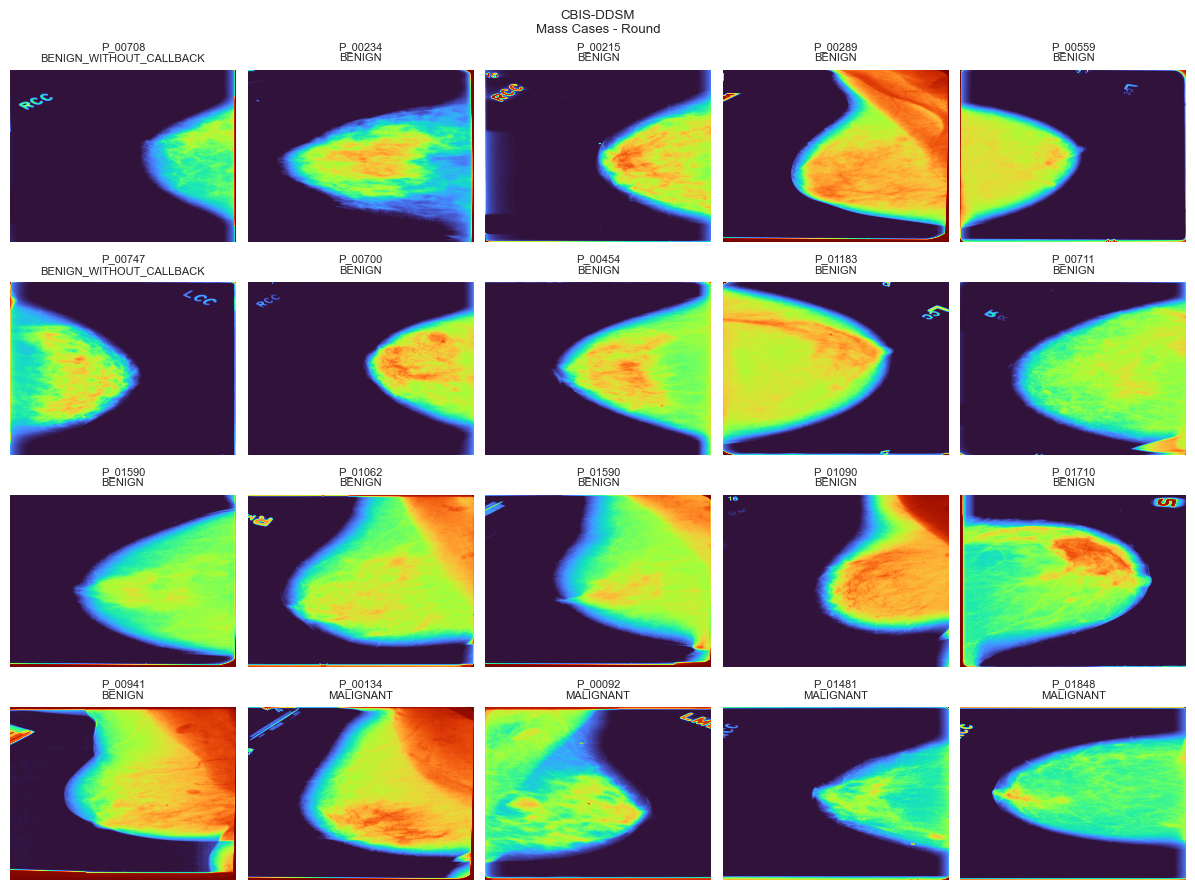 CBIS-DDSM
Mass Cases - Round
P_00708
BENIGN_WITHOUT_CALLBACK
P_00234
BENIGN
P_00215
BENIGN
P_00289
BENIGN
P_00559
BENIGN
RCC
RCC
P_00747
BENIGN_WITHOUT_CALLBACK
P_00700
BENIGN
P_00454
BENIGN
P_01183
BENIGN
P_00711
BENIGN
LCC
RCC
P_01590
BENIGN
P_01062
BENIGN
P_01590
BENIGN
P_01090
BENIGN
P_01710
BENIGN
P_00941
BENIGN
P_00134
MALIGNANT
P_00092
MALIGNANT
P_01481
MALIGNANT
P_01848
MALIGNANT